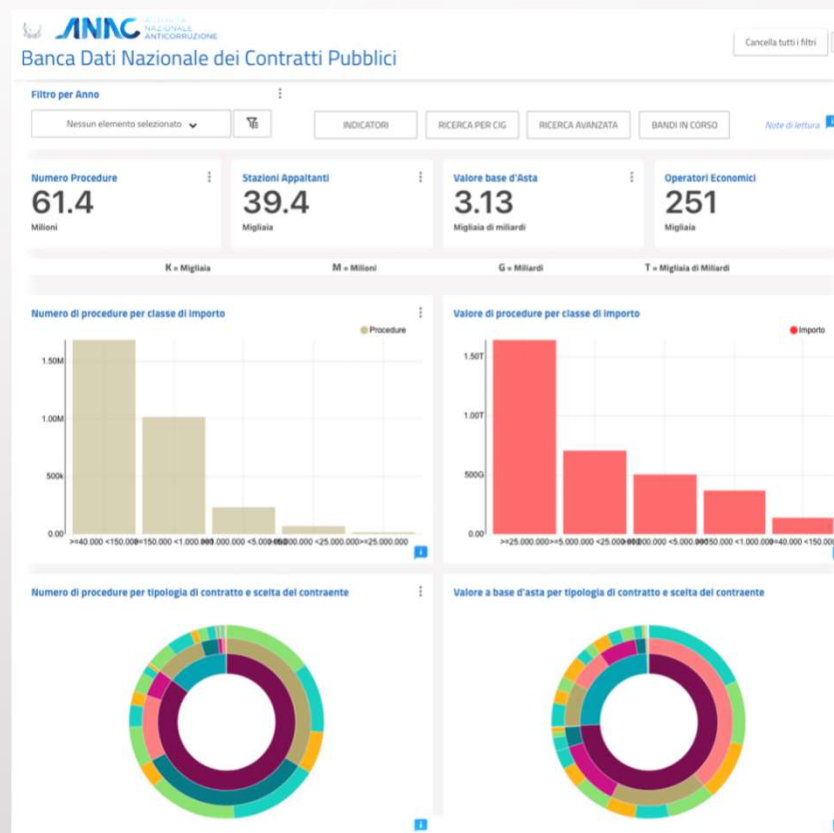 ANAC AUTORITÀ
NAZIONALE
ANTICORRUZIONE
Banca Dati Nazionale dei Contratti Pubblici
Cancella tutti i filtri
Filtro per Anno
Nessun elemento selezionato
INDICATORI
RICERCA PER CIG
RICERCA AVANZATA
BANDI IN CORSO
Note di lettura
Numero Procedure
61.4
Milioni
Stazioni Appaltanti
39.4
Migliaia
Valore base d'Asta
3.13
Migliaia di miliardi
Operatori Economici
251
Migliaia
K = Migliaia
M = Milioni
G = Miliardi
T = Migliaia di Miliardi
Numero di procedure per classe di importo
Procedure
1.50M
1.00M
500k
0.00
>=40.000 <150.000
>=150.000 <1.000.000
>=25.000.000
Valore di procedure per classe di importo
Importo
1.50T
1.00T
500G
0.00
>=25.000.000
>=5.000.000 <25.000
Numero di procedure per tipologia di contratto e scelta del contraente
Valore a base d'asta per tipologia di contratto e scelta del contraente